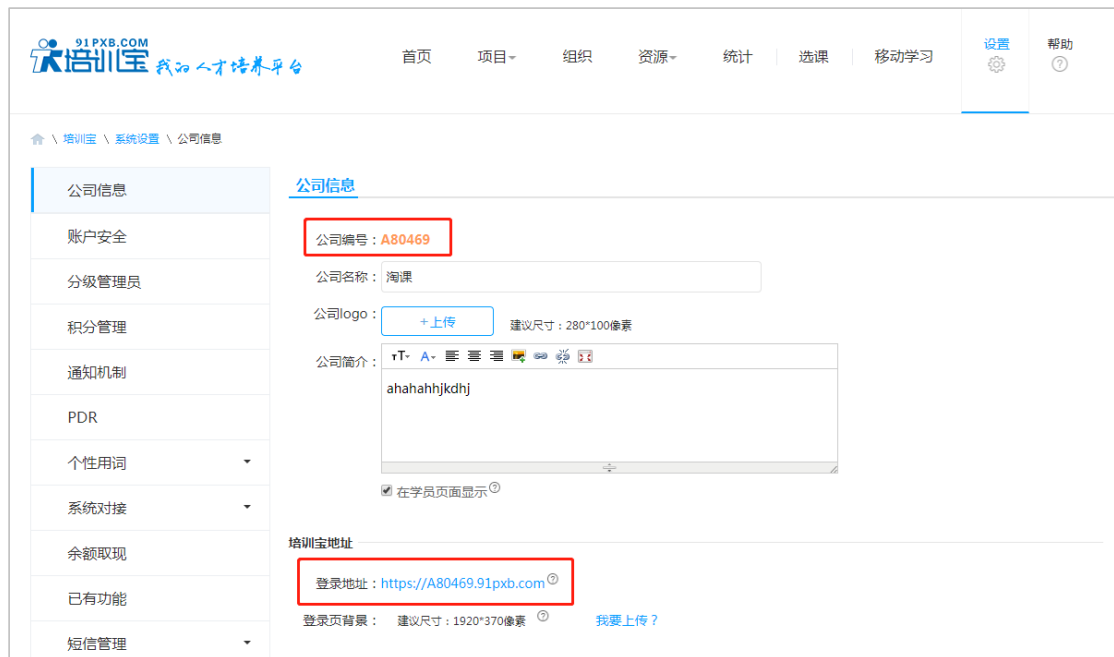 91PXB.COM
培训宝 我的人才培养平台
首页 项目 组织 资源 统计 选课 移动学习 设置 帮助
\ 培训宝 \ 系统设置 \ 公司信息
公司信息
账户安全
分级管理员
积分管理
通知机制
PDR
个性用词
系统对接
余额取现
已有功能
短信管理
公司信息
公司编号：A80469
公司名称：淘课
公司logo： +上传 建议尺寸：280*100像素
公司简介：
тT A
ahahahhjkdhj
在学员页面显示?
培训宝地址
登录地址：https://A80469.91pxb.com?
登录页背景： 建议尺寸：1920*370像素 ? 我要上传？